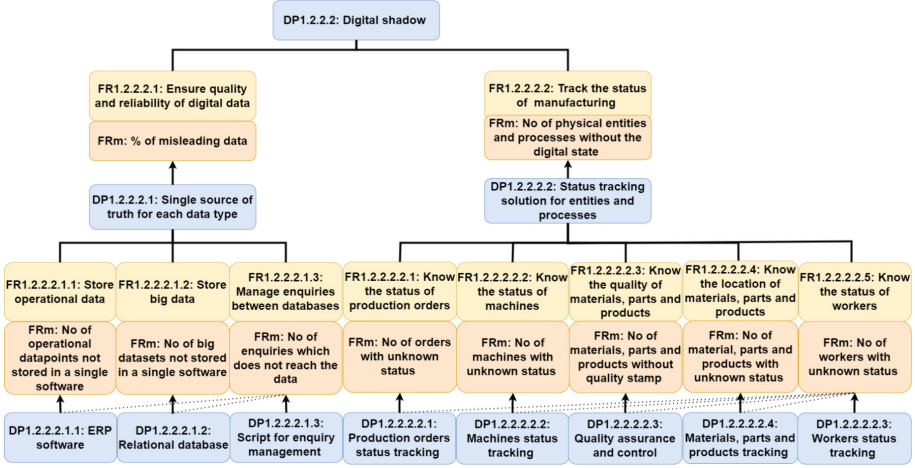 DP1.2.2.2: Digital shadow
FR1.2.2.2.1: Ensure quality
and reliability of digital data
FRm: % of misleading data
FR1.2.2.2.2: Track the status
of manufacturing
FRm: No of physical entities
and processes without the
digital state
DP1.2.2.2.1: Single source of
truth for each data type
DP1.2.2.2.2: Status tracking
solution for entities and
processes
FR1.2.2.2.1.1: Store
operational data
FRm: No of
operational
datapoints not
stored in a single
software
FR1.2.2.2.1.2: Store
big data
FRm: No of big
datasets not stored
in a single software
FR1.2.2.2.1.3:
Manage enquiries
between databases
FRm: No of
enquiries which
does not reach the
data
FR1.2.2.2.2.1: Know
the status of
production orders
FRm: No of orders
with unknown
status
FR1.2.2.2.2.2: Know
the status of
machines
FRm: No of
machines with
unknown status
FR1.2.2.2.2.3: Know
the quality of
materials, parts and
products
FRm: No of
materials, parts and
products without
quality stamp
FR1.2.2.2.2.4: Know
the location of
materials, parts and
products
FRm: No of
material, parts and
products with
unknown status
FR1.2.2.2.2.5: Know
the status of
workers
FRm: No of
workers with
unknown status
DP1.2.2.2.1.1: ERP
software
DP1.2.2.2.1.2:
Relational database
DP1.2.2.2.1.3:
Script for enquiry
management
DP1.2.2.2.2.1:
Production orders
status tracking
DP1.2.2.2.2.2:
Machines status
tracking
DP1.2.2.2.2.3:
Quality assurance
and control
DP1.2.2.2.2.4:
Materials, parts and
products tracking
DP1.2.2.2.2.3:
Workers status
tracking